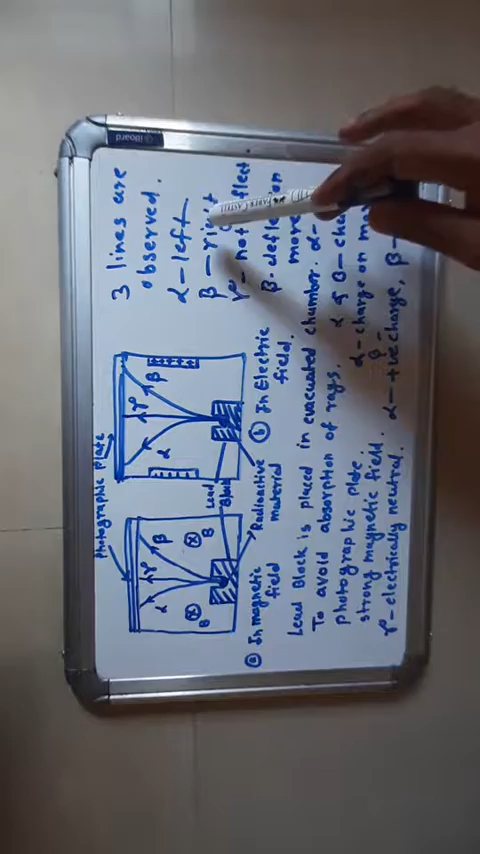 iBoard
Photographic Plate
α γ β
B
B
α γ β
Lead
Block
Radioactive
material
ⓐ In magnetic
field
ⓑ In Electric
field.
3 lines are
observed.
α - left
β -
γ - not
β. defle on
more
Lead Block is placed in evacuated chamber. α -
To avoid absorption of rays. α & β - cha
photographic plate. α - charge on m
β -
strong magnetic field.
γ - electrically neutral. α - +ve charge, β -